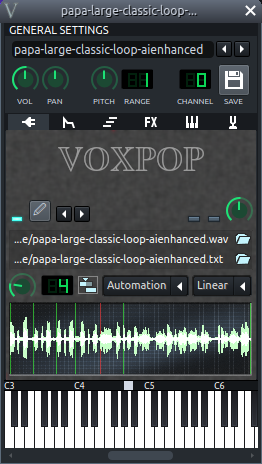 papa-large-classic-loop-...
GENERAL SETTINGS
papa-large-classic-loop-aienhanced
1 0
VOL PAN PITCH RANGE CHANNEL SAVE
FX
VOXPOP
...e/papa-large-classic-loop-aienhanced.wav
...e/papa-large-classic-loop-aienhanced.txt
4 Automation Linear
C3 C4 C5 C6